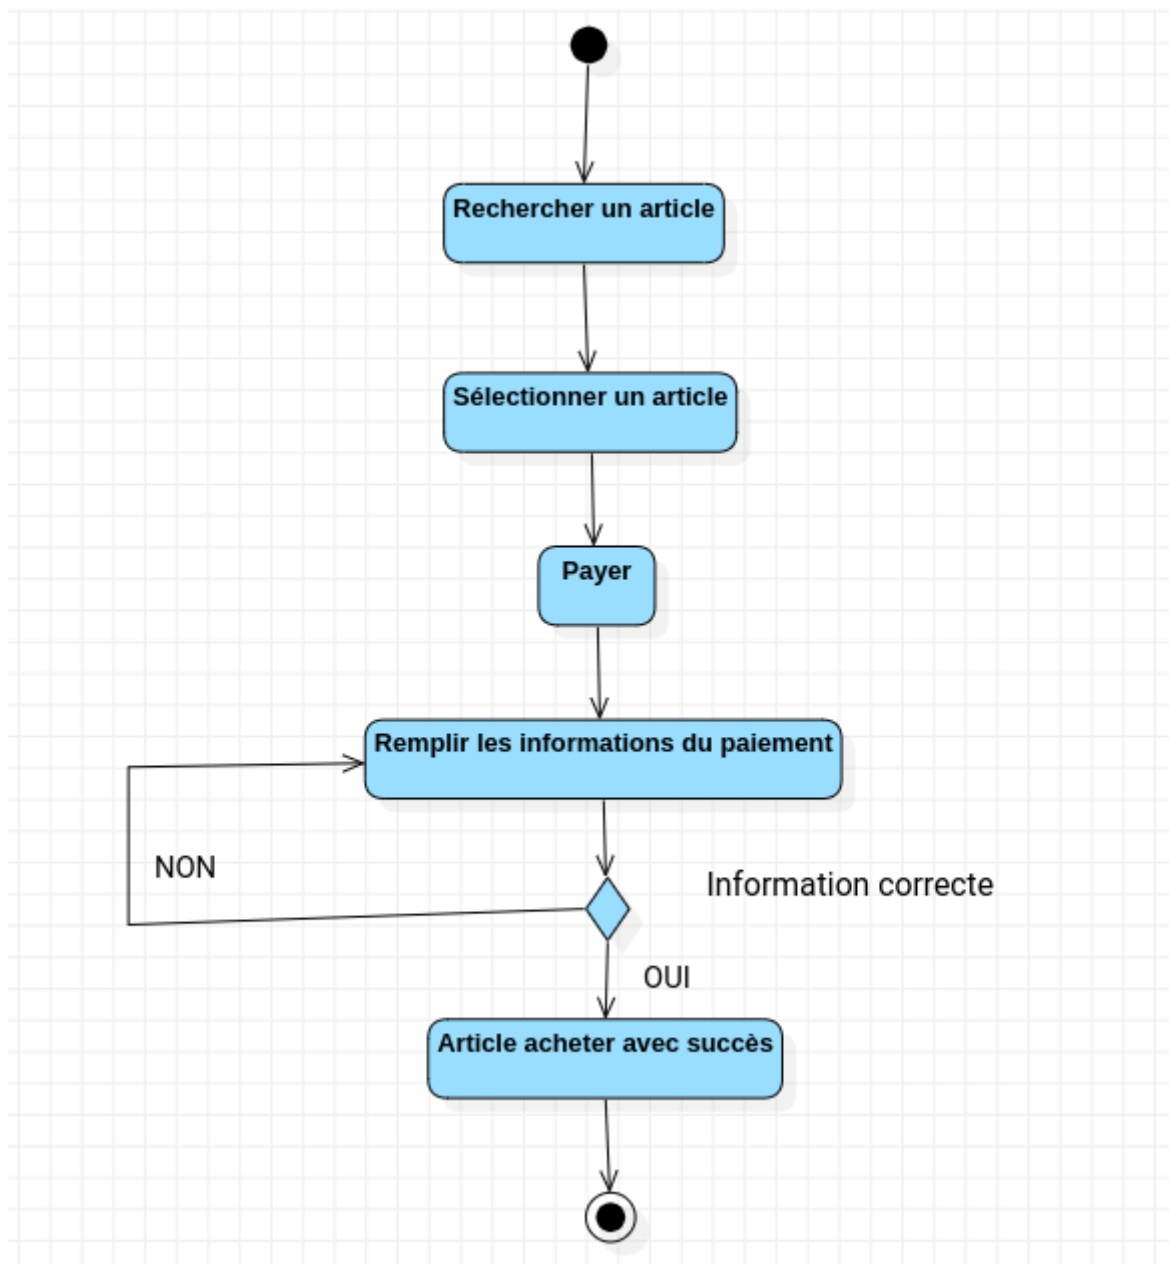 Rechercher un article
Sélectionner un article
Payer
Remplir les informations du paiement
NON
Information correcte
OUI
Article acheter avec succès